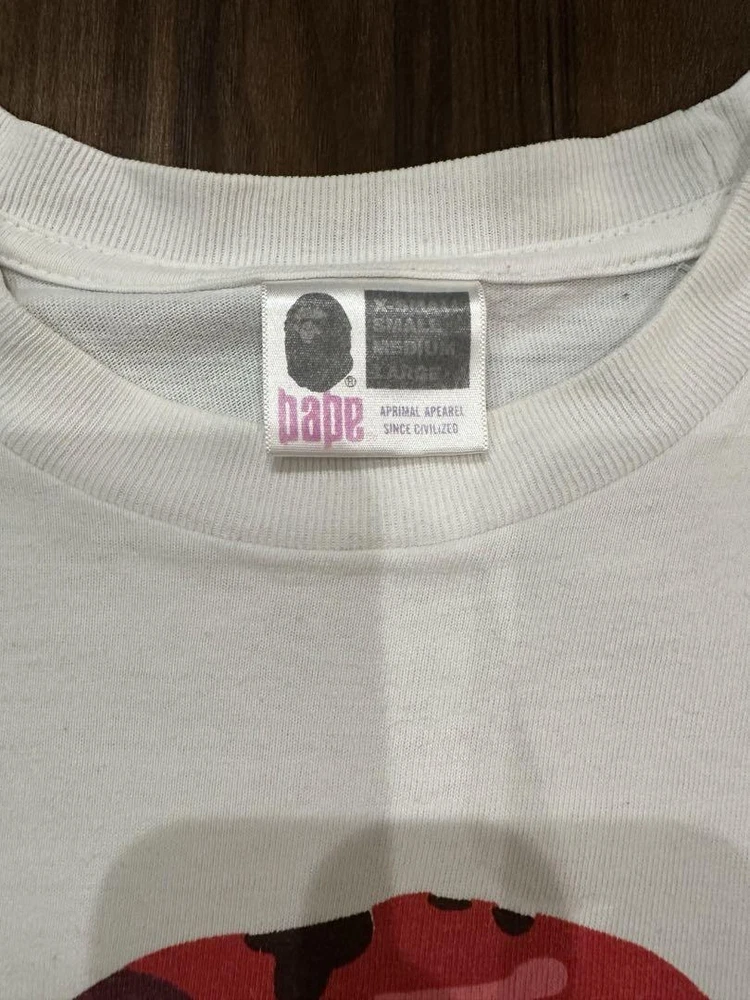 X-SMALL
SMALL
MEDIUM
LARGE
®
bape
APRIMAL APEAREL
SINCE CIVILIZED